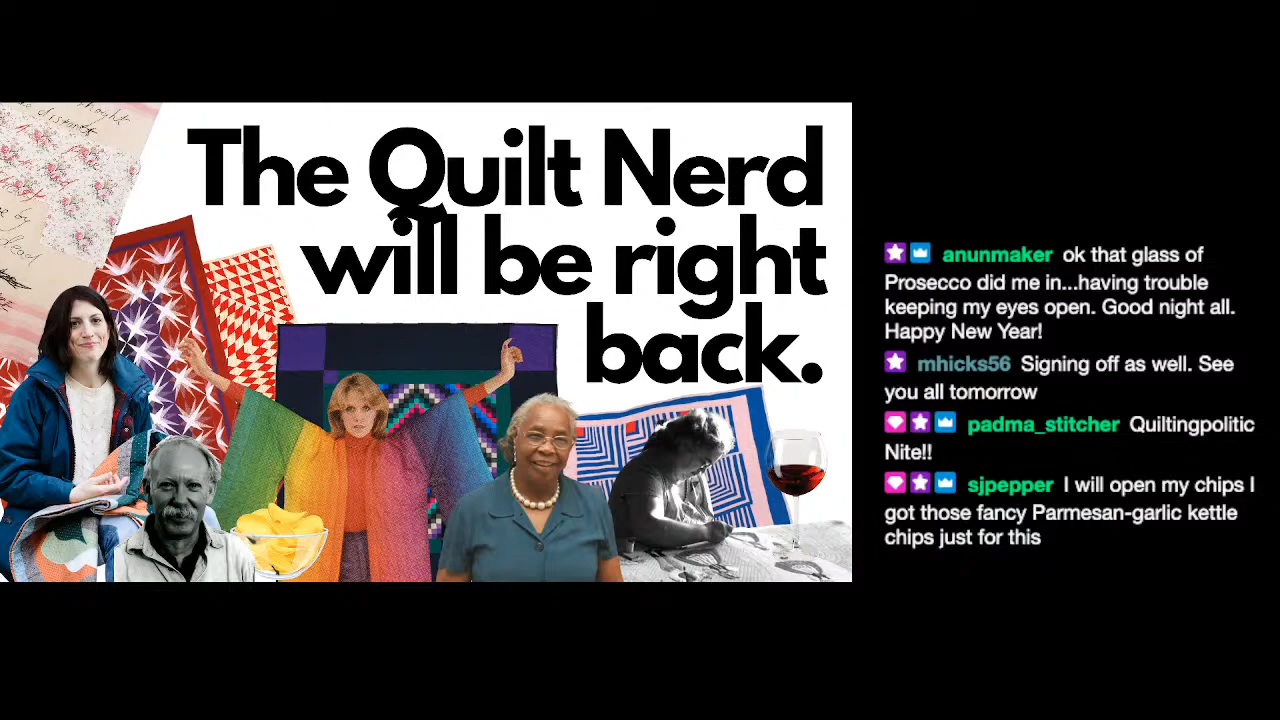 The Quilt Nerd
will be right
back.
thought
anunmaker ok that glass of
Prosecco did me in...having trouble
keeping my eyes open. Good night all.
Happy New Year!
mhicks56 Signing off as well. See
you all tomorrow
padma_stitcher Quiltingpolitic
Nite!!
sjpepper I will open my chips I
got those fancy Parmesan-garlic kettle
chips just for this